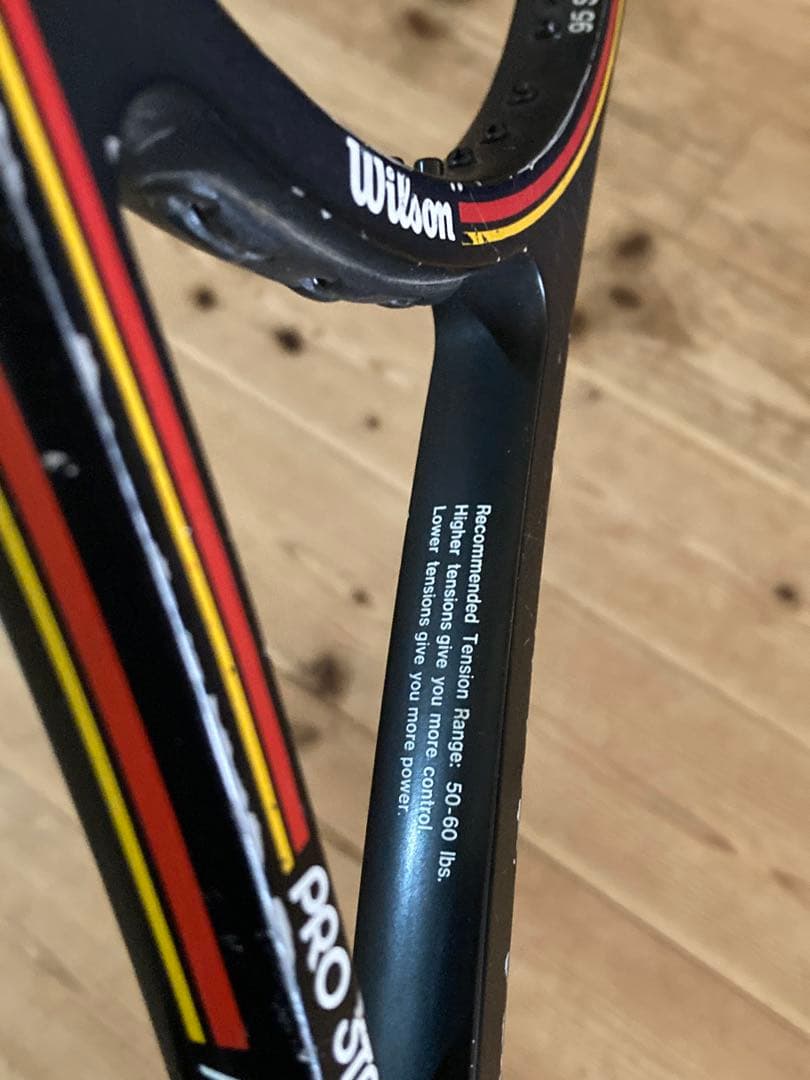 95 S
Wilson
Recommended Tension Range: 50-60 lbs.
Higher tensions give you more control.
Lower tensions give you more power.
PRO